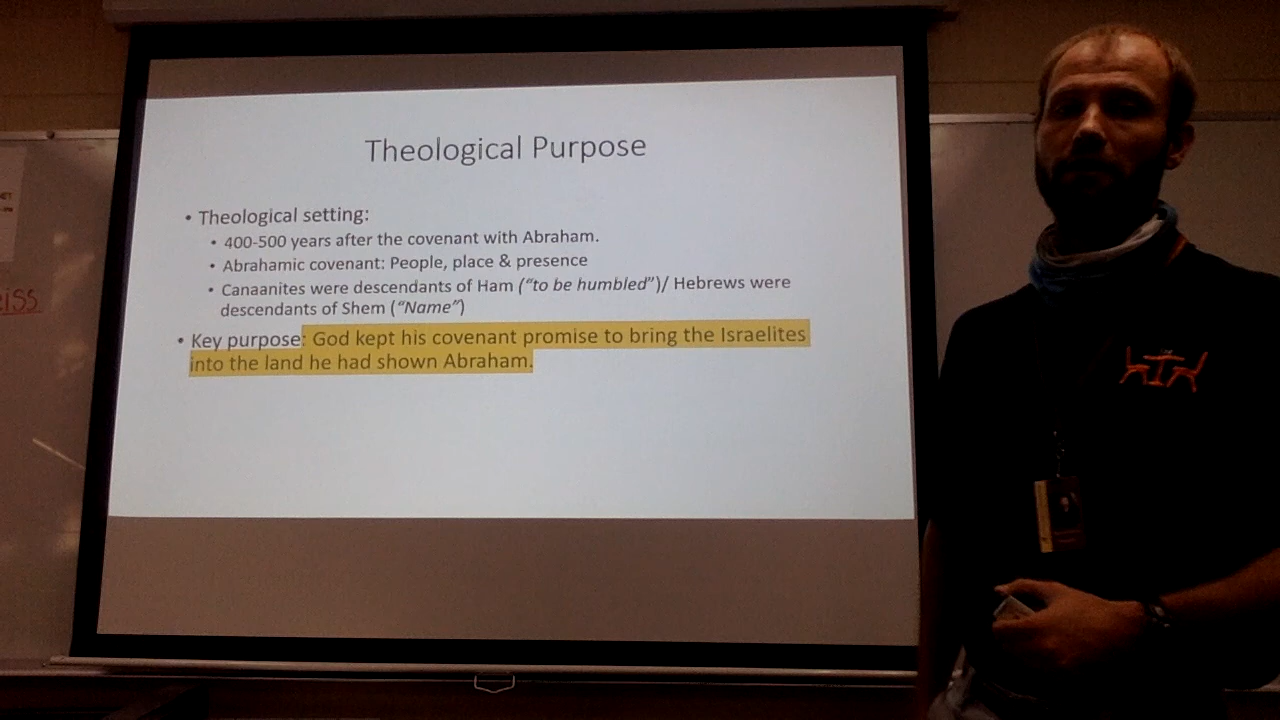 Theological Purpose
• Theological setting:
• 400-500 years after the covenant with Abraham.
• Abrahamic covenant: People, place & presence
• Canaanites were descendants of Ham (“to be humbled”)/ Hebrews were
descendants of Shem (“Name”)
• Key purpose: God kept his covenant promise to bring the Israelites
into the land he had shown Abraham.